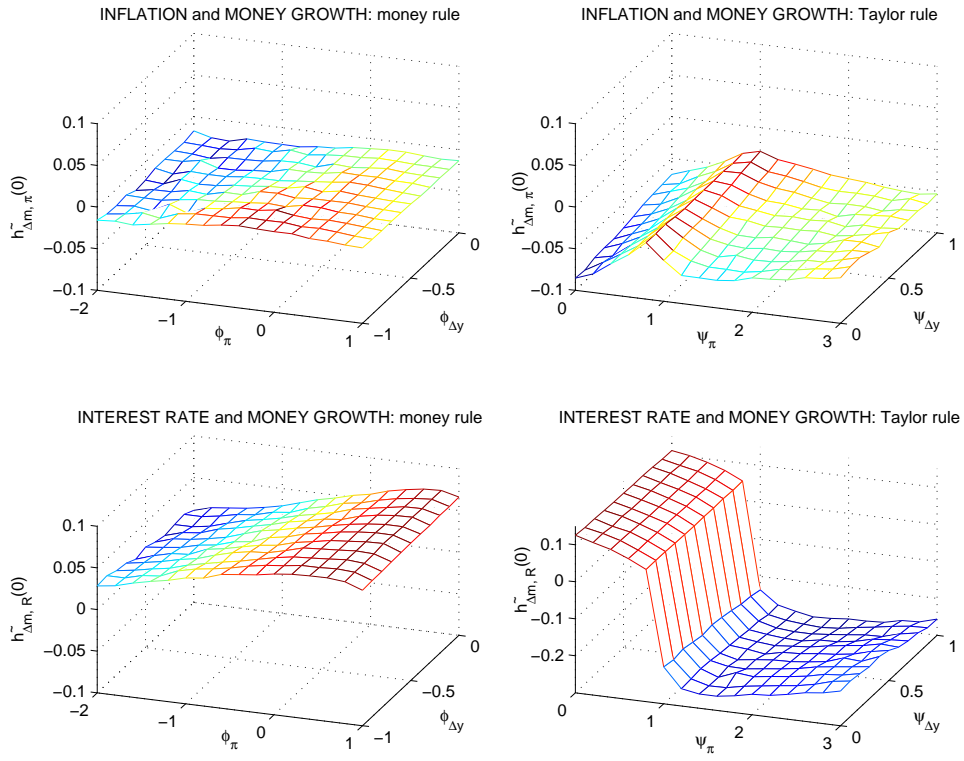 INFLATION and MONEY GROWTH: money rule
0.1
0.05
0
−0.05
−0.1
h̃Δm, π(0)
−2
−1
0
1
ϕπ
−1
−0.5
0
ϕΔy
INFLATION and MONEY GROWTH: Taylor rule
0.1
0.05
0
−0.05
−0.1
h̃Δm, π(0)
0
1
2
3
ψπ
0
0.5
1
ψΔy
INTEREST RATE and MONEY GROWTH: money rule
0.1
0.05
0
−0.05
−0.1
h̃Δm, R(0)
−2
−1
0
1
ϕπ
−1
−0.5
0
ϕΔy
INTEREST RATE and MONEY GROWTH: Taylor rule
0.1
0
−0.1
−0.2
h̃Δm, R(0)
0
1
2
3
ψπ
0
0.5
1
ψΔy